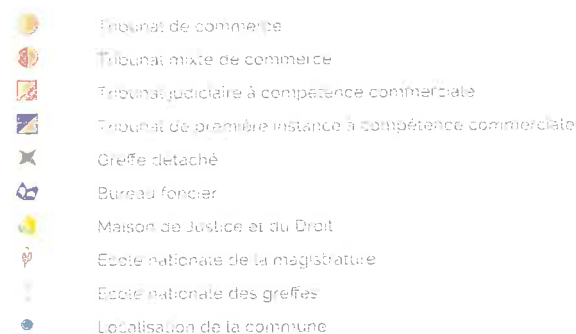 Tribunal de commerce
Tribunal mixte de commerce
Tribunal judiciaire à compétence commerciale
Tribunal de première instance à compétence commerciale
Greffe détaché
Bureau foncier
Maison de Justice et du Droit
Ecole nationale de la magistrature
Ecole nationale des greffes
Localisation de la commune